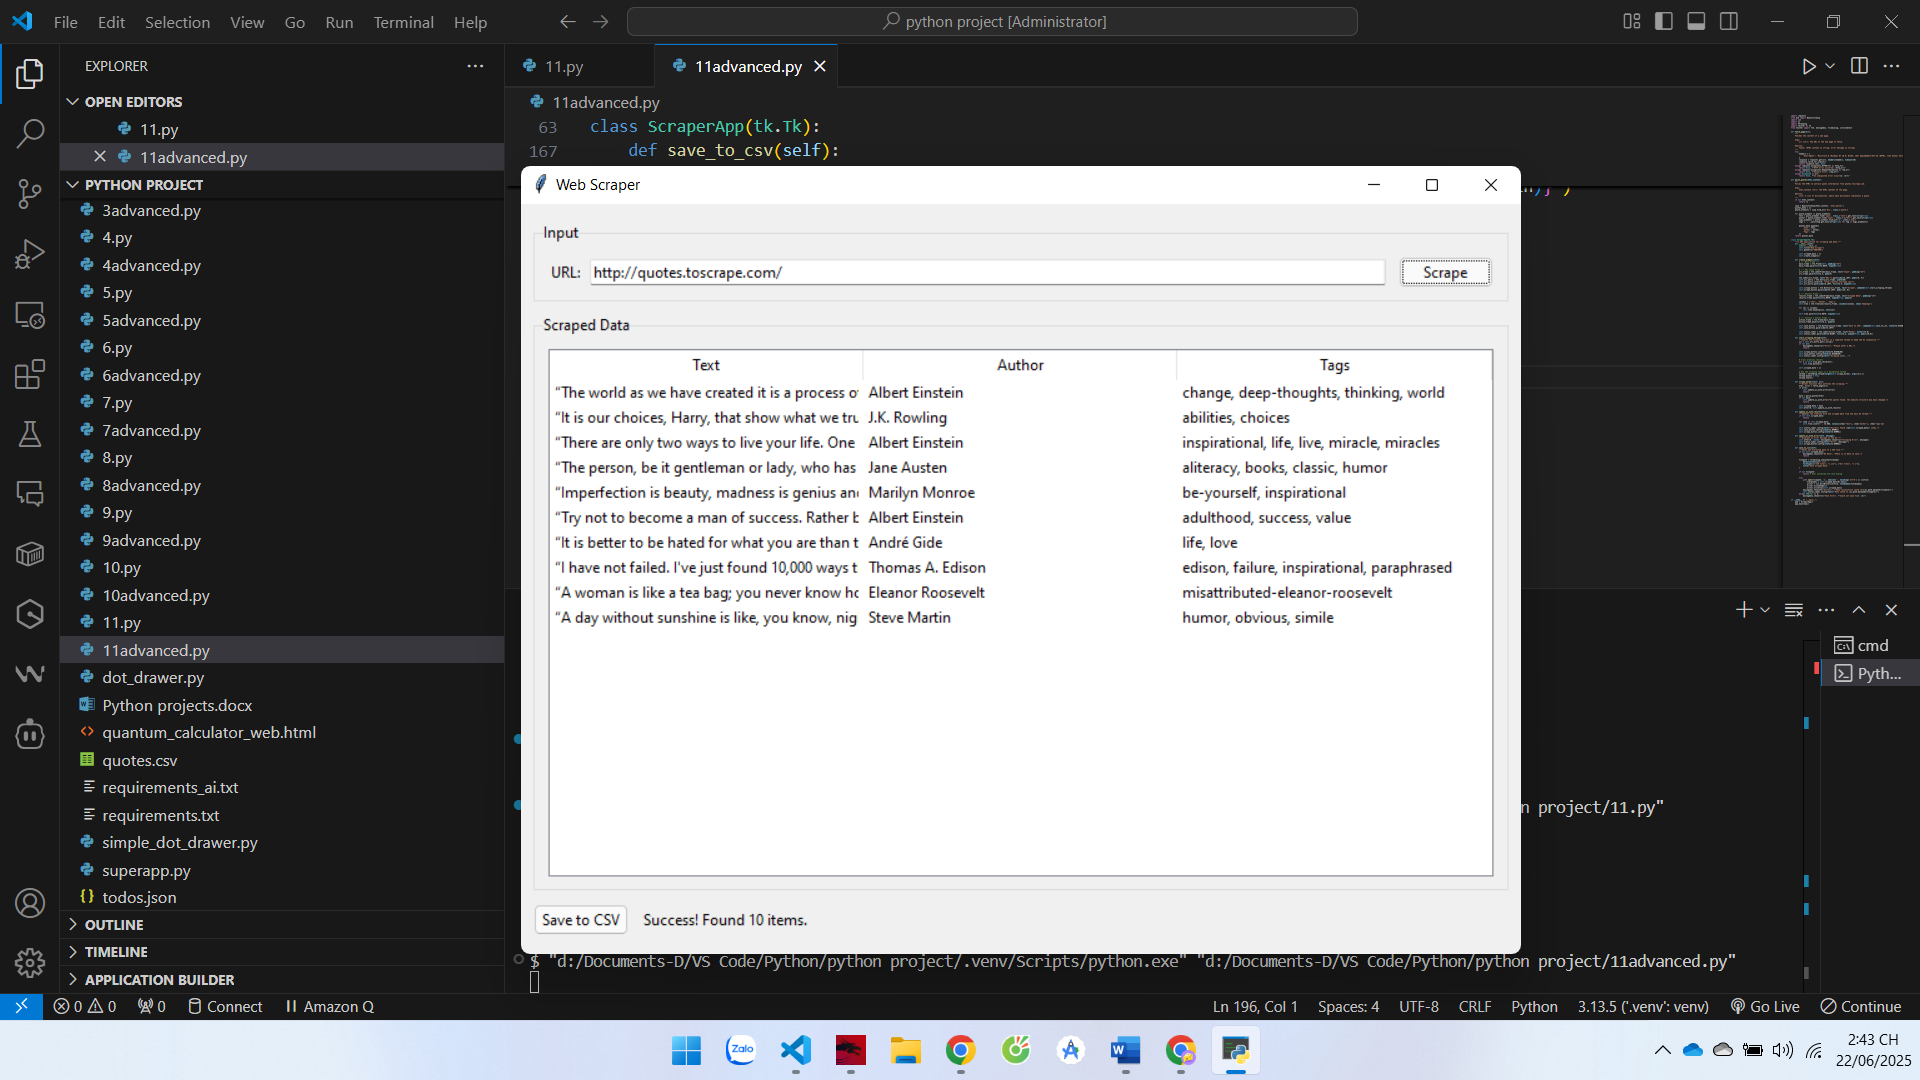 File Edit Selection View Go Run Terminal Help
python project [Administrator]
EXPLORER
OPEN EDITORS
11.py
11advanced.py
PYTHON PROJECT
3advanced.py
4.py
4advanced.py
5.py
5advanced.py
6.py
6advanced.py
7.py
7advanced.py
8.py
8advanced.py
9.py
9advanced.py
10.py
10advanced.py
11.py
11advanced.py
dot_drawer.py
Python projects.docx
quantum_calculator_web.html
quotes.csv
requirements_ai.txt
requirements.txt
simple_dot_drawer.py
superapp.py
todos.json
OUTLINE
TIMELINE
APPLICATION BUILDER
11.py 11advanced.py
11advanced.py
63 class ScraperApp(tk.Tk):
167 def save_to_csv(self):
Web Scraper
Input
URL: http://quotes.toscrape.com/ Scrape
Scraped Data
Text Author Tags
“The world as we have created it is a process of Albert Einstein change, deep-thoughts, thinking, world
“It is our choices, Harry, that show what we tru J.K. Rowling abilities, choices
“There are only two ways to live your life. One Albert Einstein inspirational, life, live, miracle, miracles
“The person, be it gentleman or lady, who has Jane Austen aliteracy, books, classic, humor
“Imperfection is beauty, madness is genius and Marilyn Monroe be-yourself, inspirational
“Try not to become a man of success. Rather b Albert Einstein adulthood, success, value
“It is better to be hated for what you are than t André Gide life, love
“I have not failed. I've just found 10,000 ways t Thomas A. Edison edison, failure, inspirational, paraphrased
“A woman is like a tea bag; you never know ho Eleanor Roosevelt misattributed-eleanor-roosevelt
“A day without sunshine is like, you know, nig Steve Martin humor, obvious, simile
Save to CSV Success! Found 10 items.
cmd
Pyth...
n project/11.py"
$ "d:/Documents-D/VS Code/Python/python project/.venv/Scripts/python.exe" "d:/Documents-D/VS Code/Python/python project/11advanced.py"
0 0 0 Connect Amazon Q Ln 196, Col 1 Spaces: 4 UTF-8 CRLF Python 3.13.5 ('.venv': venv) Go Live Continue
Zalo
2:43 CH
22/06/2025